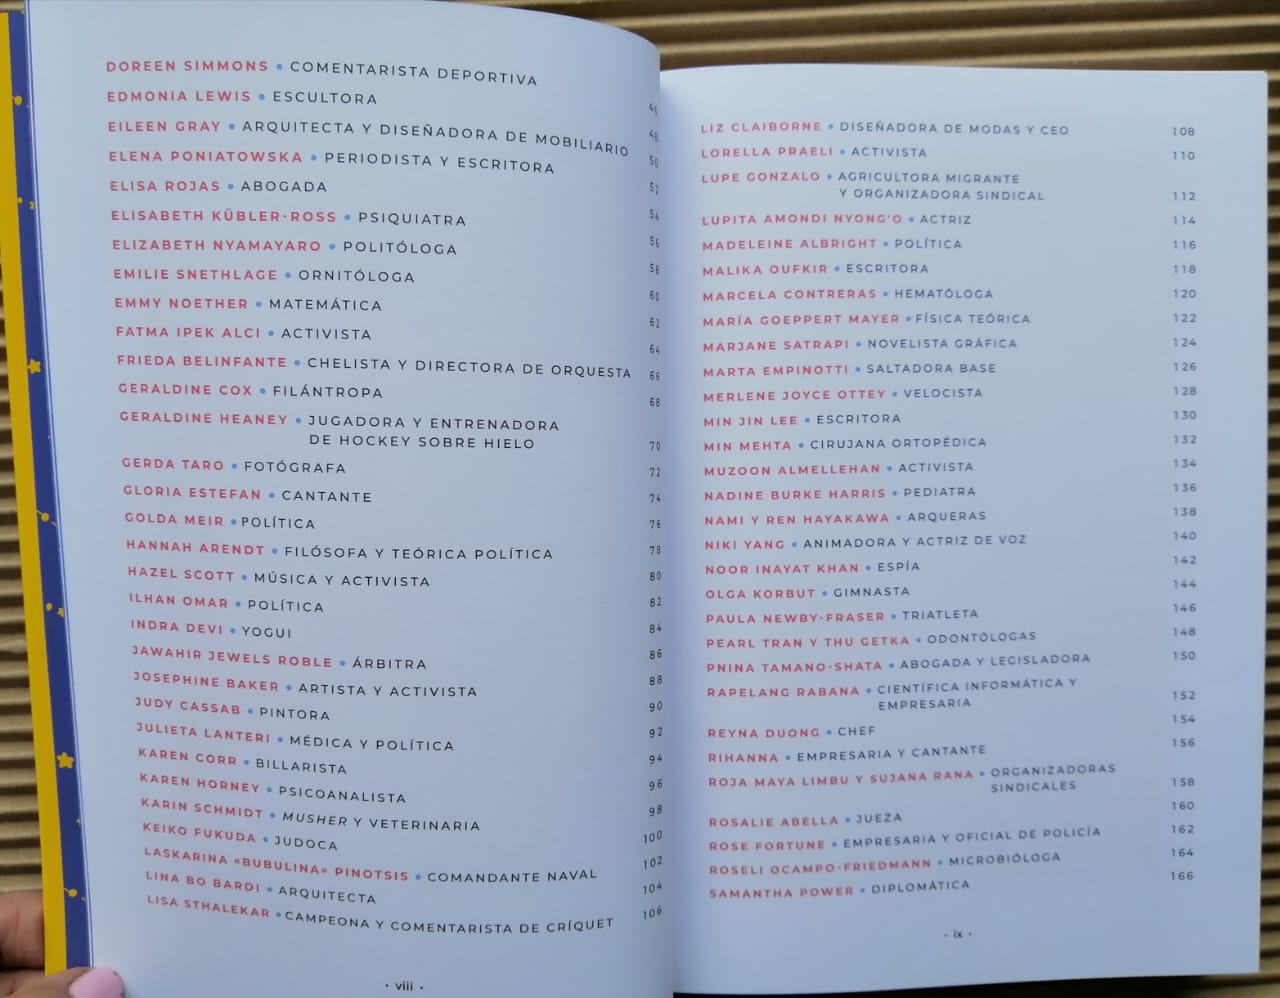 DOREEN SIMMONS • COMENTARISTA DEPORTIVA 46
EDMONIA LEWIS • ESCULTORA 48
EILEEN GRAY • ARQUITECTA Y DISEÑADORA DE MOBILIARIO 50
ELENA PONIATOWSKA • PERIODISTA Y ESCRITORA 52
ELISA ROJAS • ABOGADA 54
ELISABETH KÜBLER-ROSS • PSIQUIATRA 56
ELIZABETH NYAMAYARO • POLITÓLOGA 58
EMILIE SNETHLAGE • ORNITÓLOGA 60
EMMY NOETHER • MATEMÁTICA 62
FATMA IPEK ALCI • ACTIVISTA 64
FRIEDA BELINFANTE • CHELISTA Y DIRECTORA DE ORQUESTA 66
GERALDINE COX • FILÁNTROPA 68
GERALDINE HEANEY • JUGADORA Y ENTRENADORA
DE HOCKEY SOBRE HIELO 70
GERDA TARO • FOTÓGRAFA 72
GLORIA ESTEFAN • CANTANTE 74
GOLDA MEIR • POLÍTICA 76
HANNAH ARENDT • FILÓSOFA Y TEÓRICA POLÍTICA 78
HAZEL SCOTT • MÚSICA Y ACTIVISTA 80
ILHAN OMAR • POLÍTICA 82
INDRA DEVI • YOGUI 84
JAWAHIR JEWELS ROBLE • ÁRBITRA 86
JOSEPHINE BAKER • ARTISTA Y ACTIVISTA 88
JUDY CASSAB • PINTORA 90
JULIETA LANTERI • MÉDICA Y POLÍTICA 92
KAREN CORR • BILLARISTA 94
KAREN HORNEY • PSICOANALISTA 96
KARIN SCHMIDT • MUSHER Y VETERINARIA 98
KEIKO FUKUDA • JUDOCA 100
LASKARINA «BUBULINA» PINOTSIS • COMANDANTE NAVAL 102
LINA BO BARDI • ARQUITECTA 104
LISA STHALEKAR • CAMPEONA Y COMENTARISTA DE CRÍQUET 106
• viii •
LIZ CLAIBORNE • DISEÑADORA DE MODAS Y CEO 108
LORELLA PRAELI • ACTIVISTA 110
LUPE GONZALO • AGRICULTORA MIGRANTE
Y ORGANIZADORA SINDICAL 112
LUPITA AMONDI NYONG'O • ACTRIZ 114
MADELEINE ALBRIGHT • POLÍTICA 116
MALIKA OUFKIR • ESCRITORA 118
MARCELA CONTRERAS • HEMATÓLOGA 120
MARÍA GOEPPERT MAYER • FÍSICA TEÓRICA 122
MARJANE SATRAPI • NOVELISTA GRÁFICA 124
MARTA EMPINOTTI • SALTADORA BASE 126
MERLENE JOYCE OTTEY • VELOCISTA 128
MIN JIN LEE • ESCRITORA 130
MIN MEHTA • CIRUJANA ORTOPÉDICA 132
MUZOON ALMELLEHAN • ACTIVISTA 134
NADINE BURKE HARRIS • PEDIATRA 136
NAMI Y REN HAYAKAWA • ARQUERAS 138
NIKI YANG • ANIMADORA Y ACTRIZ DE VOZ 140
NOOR INAYAT KHAN • ESPÍA 142
OLGA KORBUT • GIMNASTA 144
PAULA NEWBY-FRASER • TRIATLETA 146
PEARL TRAN Y THU GETKA • ODONTÓLOGAS 148
PNINA TAMANO-SHATA • ABOGADA Y LEGISLADORA 150
RAPELANG RABANA • CIENTÍFICA INFORMÁTICA Y
EMPRESARIA 152
REYNA DUONG • CHEF 154
RIHANNA • EMPRESARIA Y CANTANTE 156
ROJA MAYA LIMBU Y SUJANA RANA • ORGANIZADORAS
SINDICALES 158
ROSALIE ABELLA • JUEZA 160
ROSE FORTUNE • EMPRESARIA Y OFICIAL DE POLICÍA 162
ROSELI OCAMPO-FRIEDMANN • MICROBIÓLOGA 164
SAMANTHA POWER • DIPLOMÁTICA 166
• ix •